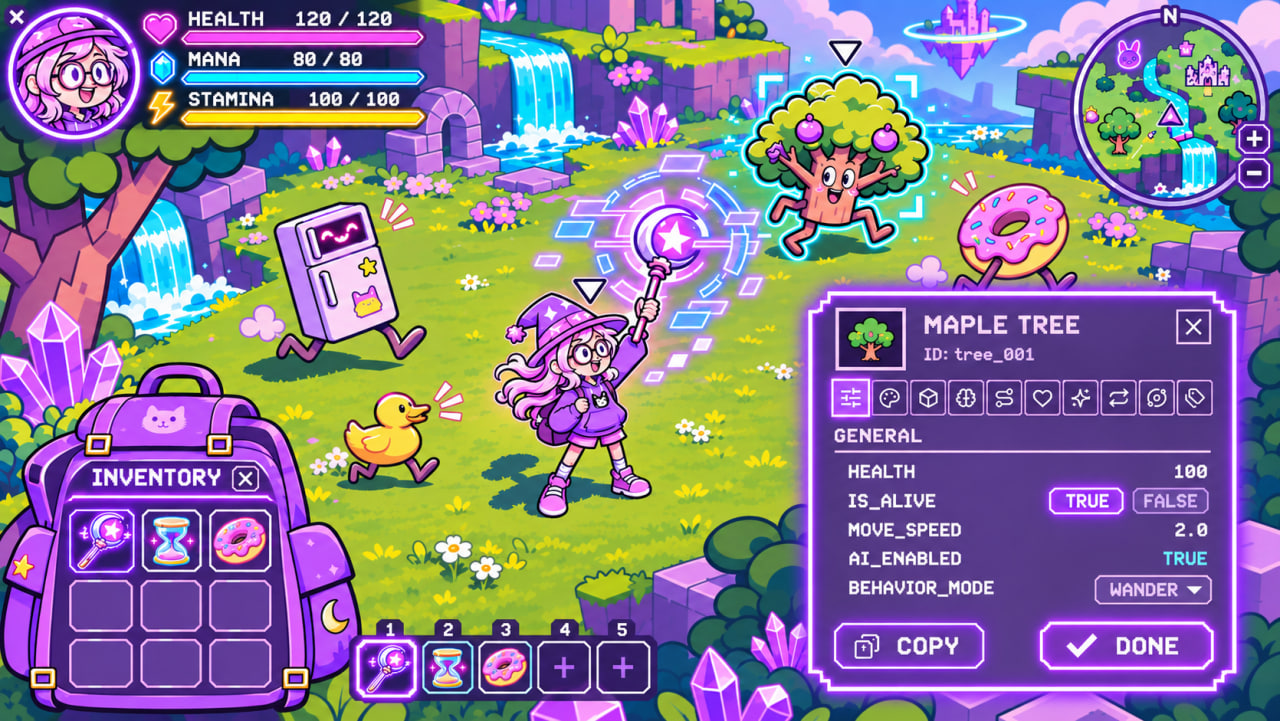 HEALTH 120 / 120
MANA 80 / 80
STAMINA 100 / 100
N
+
-
MAPLE TREE
ID: tree_001
GENERAL
HEALTH 100
IS_ALIVE TRUE FALSE
MOVE_SPEED 2.0
AI_ENABLED TRUE
BEHAVIOR_MODE WANDER
COPY DONE
INVENTORY
1 2 3 4 5
+ +